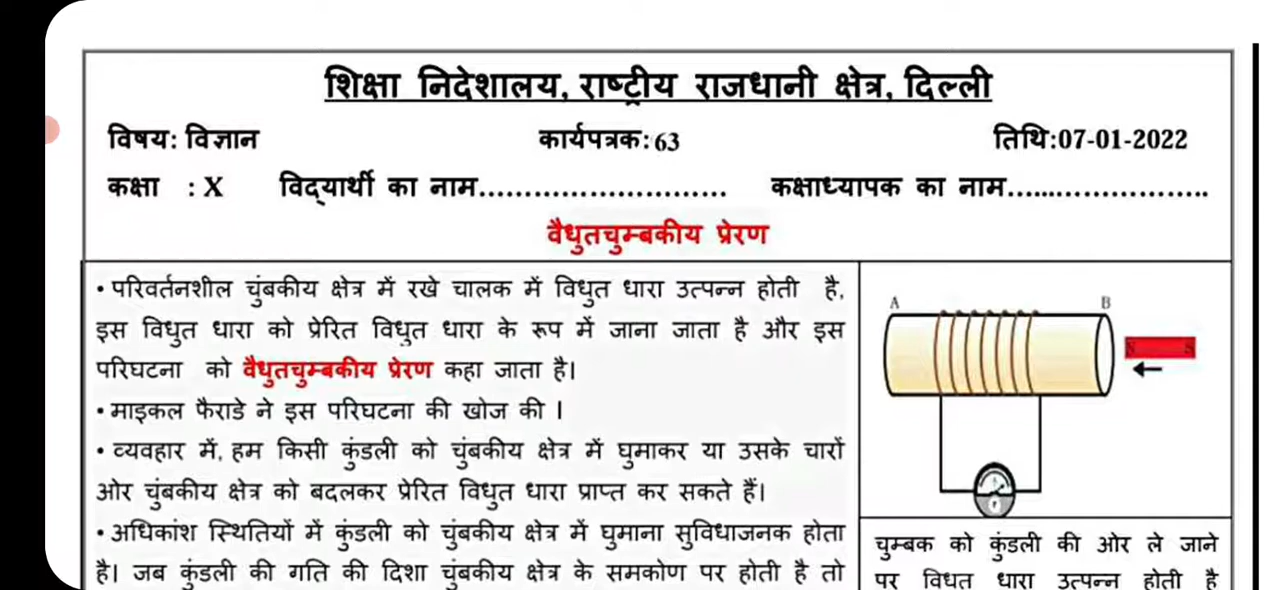 शिक्षा निदेशालय, राष्ट्रीय राजधानी क्षेत्र, दिल्ली
विषय: विज्ञान कार्यपत्रक: 63 तिथि:07-01-2022
कक्षा : X विद्यार्थी का नाम........................... कक्षाध्यापक का नाम......................
वैधुतचुम्बकीय प्रेरण
• परिवर्तनशील चुंबकीय क्षेत्र में रखे चालक में विधुत धारा उत्पन्न होती है,
इस विधुत धारा को प्रेरित विधुत धारा के रूप में जाना जाता है और इस
परिघटना को वैधुतचुम्बकीय प्रेरण कहा जाता है।
• माइकल फैराडे ने इस परिघटना की खोज की ।
• व्यवहार में, हम किसी कुंडली को चुंबकीय क्षेत्र में घुमाकर या उसके चारों
ओर चुंबकीय क्षेत्र को बदलकर प्रेरित विधुत धारा प्राप्त कर सकते हैं।
• अधिकांश स्थितियों में कुंडली को चुंबकीय क्षेत्र में घुमाना सुविधाजनक होता
है। जब कुंडली की गति की दिशा चुंबकीय क्षेत्र के समकोण पर होती है तो
A B
S
चुम्बक को कुंडली की ओर ले जाने
पर विधुत धारा उत्पन्न होती है